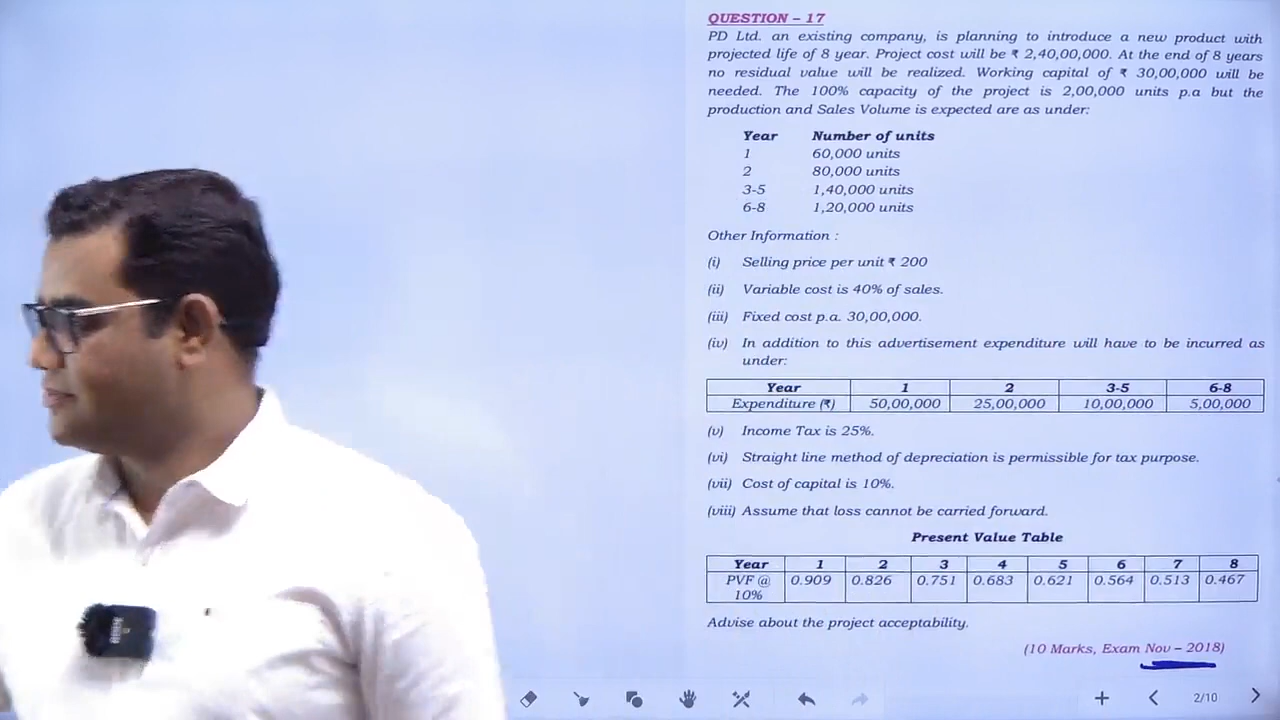 QUESTION – 17
PD Ltd. an existing company, is planning to introduce a new product with
projected life of 8 year. Project cost will be ₹ 2,40,00,000. At the end of 8 years
no residual value will be realized. Working capital of ₹ 30,00,000 will be
needed. The 100% capacity of the project is 2,00,000 units p.a but the
production and Sales Volume is expected are as under:
Year Number of units
1 60,000 units
2 80,000 units
3-5 1,40,000 units
6-8 1,20,000 units
Other Information :
(i) Selling price per unit ₹ 200
(ii) Variable cost is 40% of sales.
(iii) Fixed cost p.a. 30,00,000.
(iv) In addition to this advertisement expenditure will have to be incurred as
under:
Year 1 2 3-5 6-8
Expenditure (₹) 50,00,000 25,00,000 10,00,000 5,00,000
(v) Income Tax is 25%.
(vi) Straight line method of depreciation is permissible for tax purpose.
(vii) Cost of capital is 10%.
(viii) Assume that loss cannot be carried forward.
Present Value Table
Year 1 2 3 4 5 6 7 8
PVF @ 0.909 0.826 0.751 0.683 0.621 0.564 0.513 0.467
10%
Advise about the project acceptability.
(10 Marks, Exam Nov – 2018)
2/10